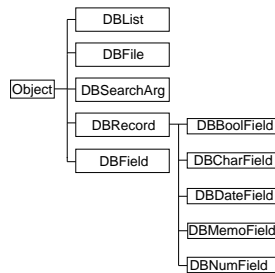 DBList
DBFile
Object
DBSearchArg
DBRecord
DBField
DBBoolField
DBCharField
DBDateField
DBMemoField
DBNumField